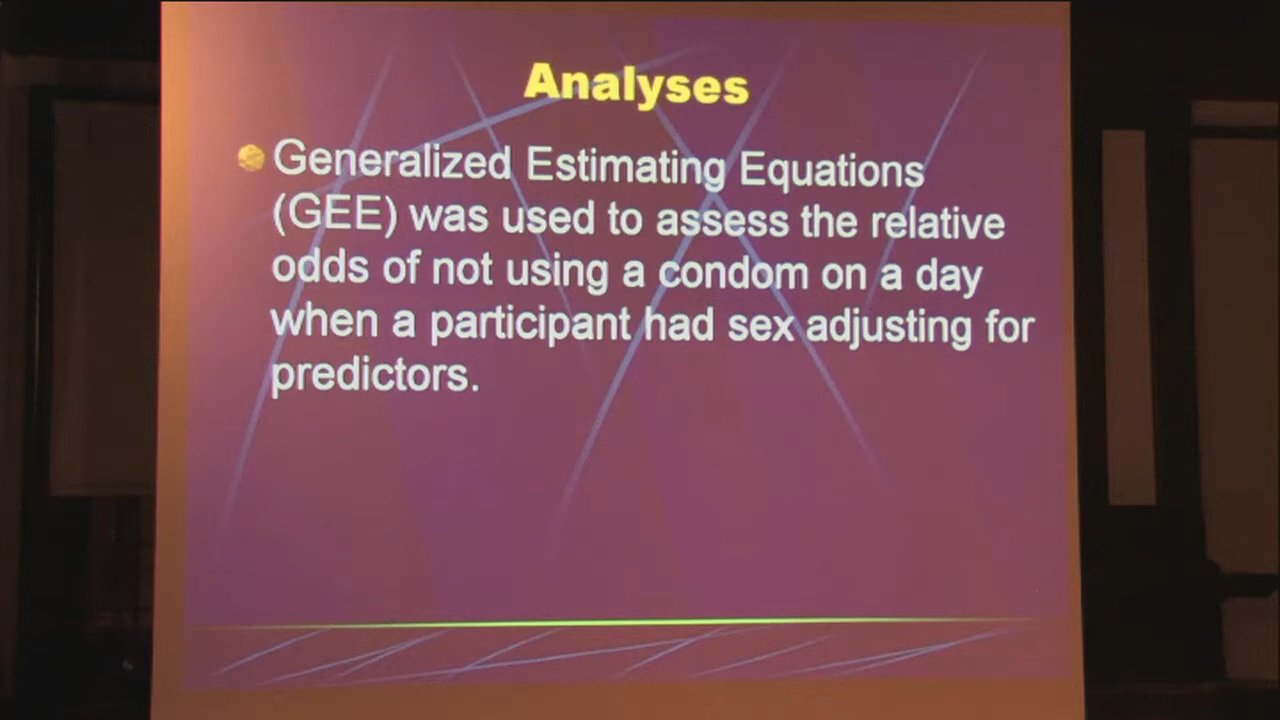 Analyses
Generalized Estimating Equations
(GEE) was used to assess the relative
odds of not using a condom on a day
when a participant had sex adjusting for
predictors.